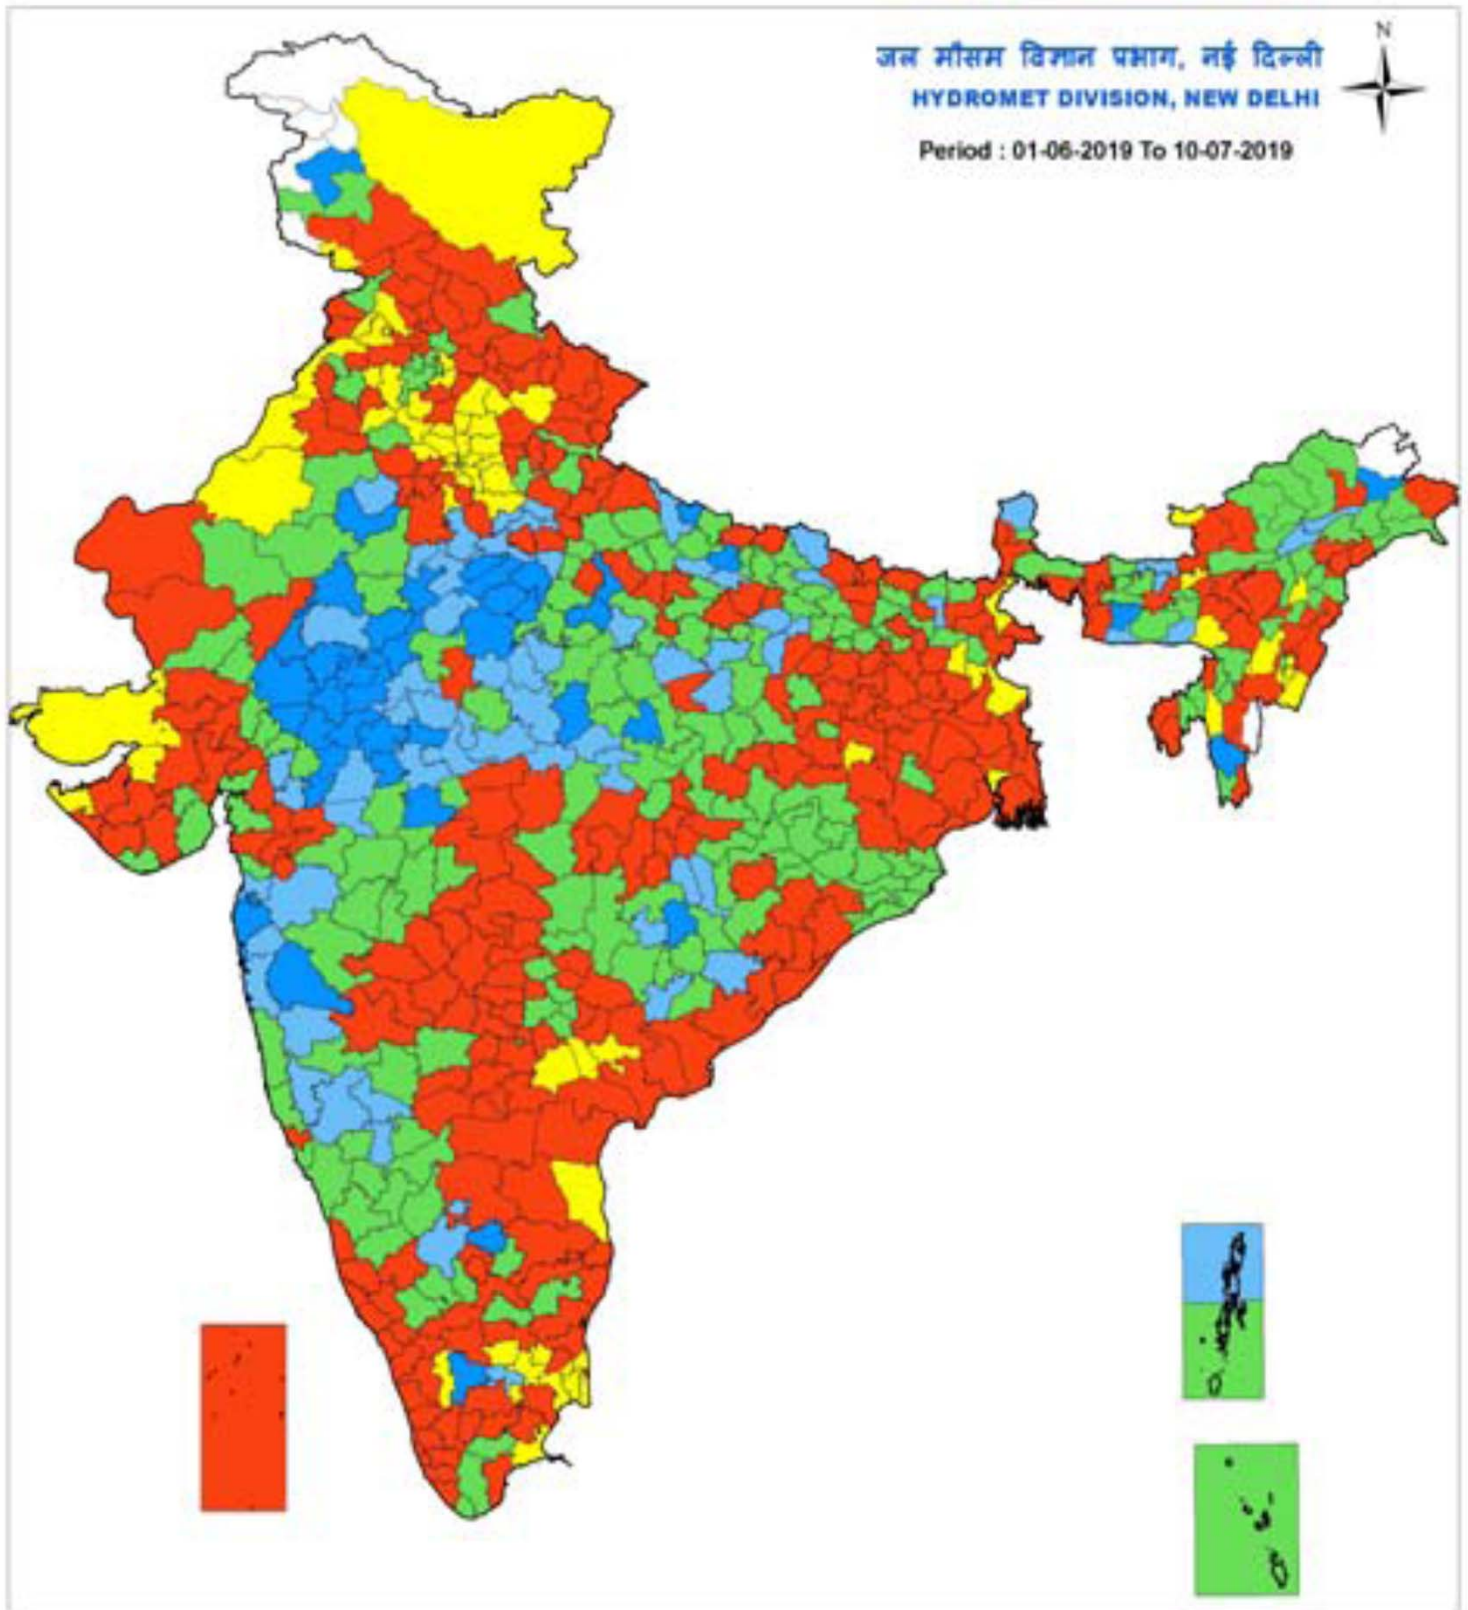 जल मौसम विज्ञान प्रभाग, नई दिल्ली
N
HYDROMET DIVISION, NEW DELHI
Period : 01-06-2019 To 10-07-2019